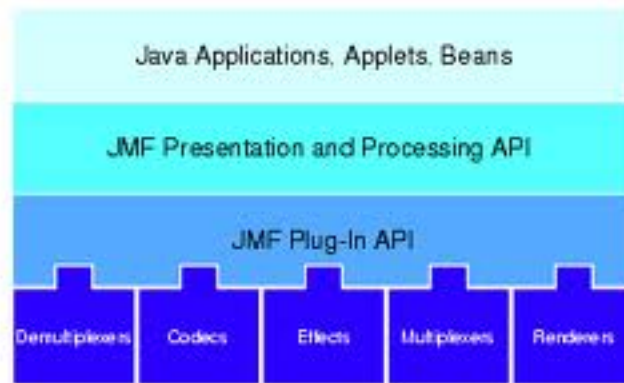 Java Applications, Applets, Beans
JMF Presentation and Processing API
JMF Plug-In API
Demultiplexers
Codecs
Effects
Multiplexers
Renderers